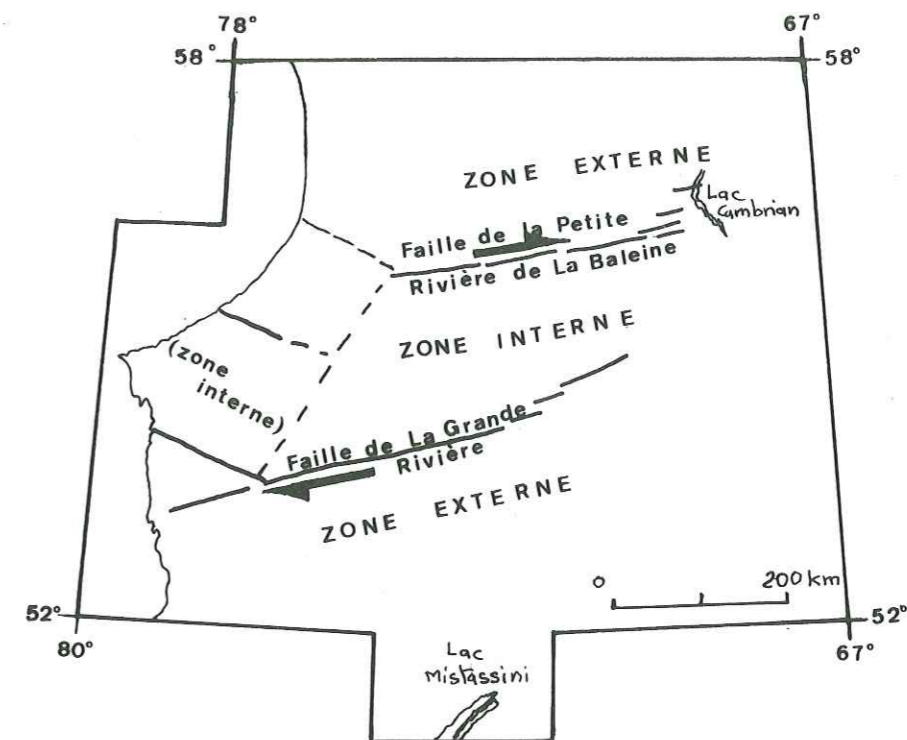 78°
67°
58°
58°
ZONE EXTERNE
Lac
Cambrian
Faille de la Petite
Rivière de La Baleine
ZONE INTERNE
(zone
interne)
Faille de La Grande
Rivière
ZONE EXTERNE
0 200 km
52°
52°
80°
67°
Lac
Mistassini